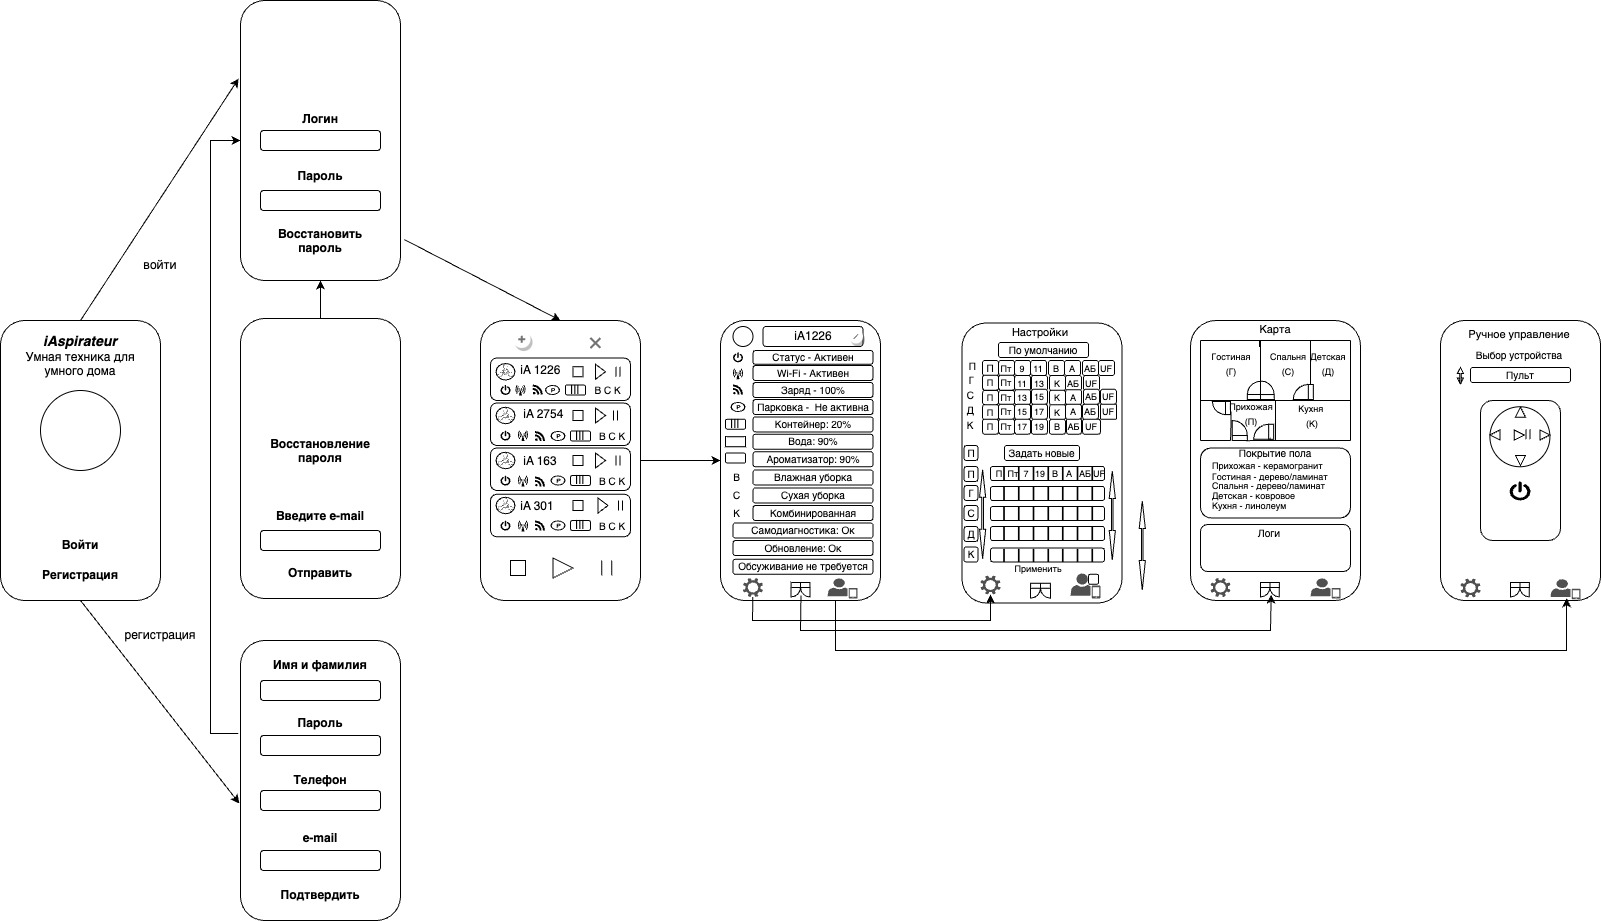 iAspirateur
Умная техника для
умного дома
Войти
Регистрация
войти
регистрация
Логин
Пароль
Восстановить
пароль
Восстановление
пароля
Введите e-mail
Отправить
Имя и фамилия
Пароль
Телефон
e-mail
Подтвердить
iA 1226
P
В С К
iA 2754
P
В С К
iA 163
P
В С К
iA 301
P
В С К
iA1226
Статус - Активен
Wi-Fi - Активен
Заряд - 100%
P Парковка - Не активна
Контейнер: 20%
Вода: 90%
Ароматизатор: 90%
В Влажная уборка
С Сухая уборка
К Комбинированная
Самодиагностика: Ок
Обновление: Ок
Обсуживание не требуется
Настройки
По умолчанию
П П Пт 9 11 В А АБ UF
Г П Пт 11 13 К АБ UF
С П Пт 13 15 К А АБ UF
Д П Пт 15 17 К А АБ UF
К П Пт 17 19 В АБ UF
П Задать новые
П П Пт 7 19 В А АБ UF
Г
С
Д
К
Применить
Карта
Гостиная Спальня Детская
(Г) (С) (Д)
Прихожая Кухня
(П) (К)
Покрытие пола
Прихожая - керамогранит
Гостиная - дерево/ламинат
Спальня - дерево/ламинат
Детская - ковровое
Кухня - линолеум
Логи
Ручное управление
Выбор устройства
Пульт